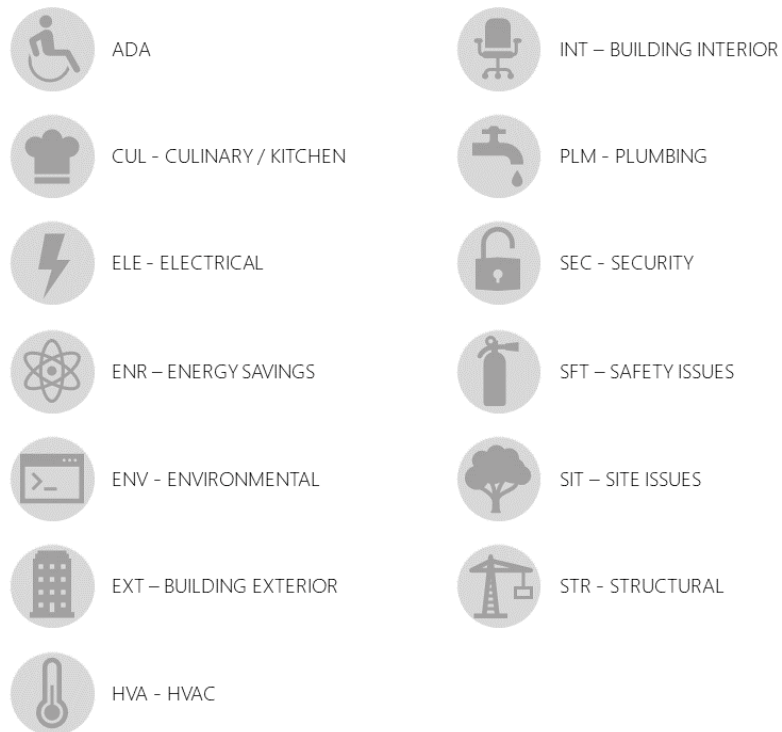 ADA
CUL - CULINARY / KITCHEN
ELE - ELECTRICAL
ENR – ENERGY SAVINGS
ENV - ENVIRONMENTAL
EXT – BUILDING EXTERIOR
HVA - HVAC
INT – BUILDING INTERIOR
PLM - PLUMBING
SEC - SECURITY
SFT – SAFETY ISSUES
SIT – SITE ISSUES
STR - STRUCTURAL